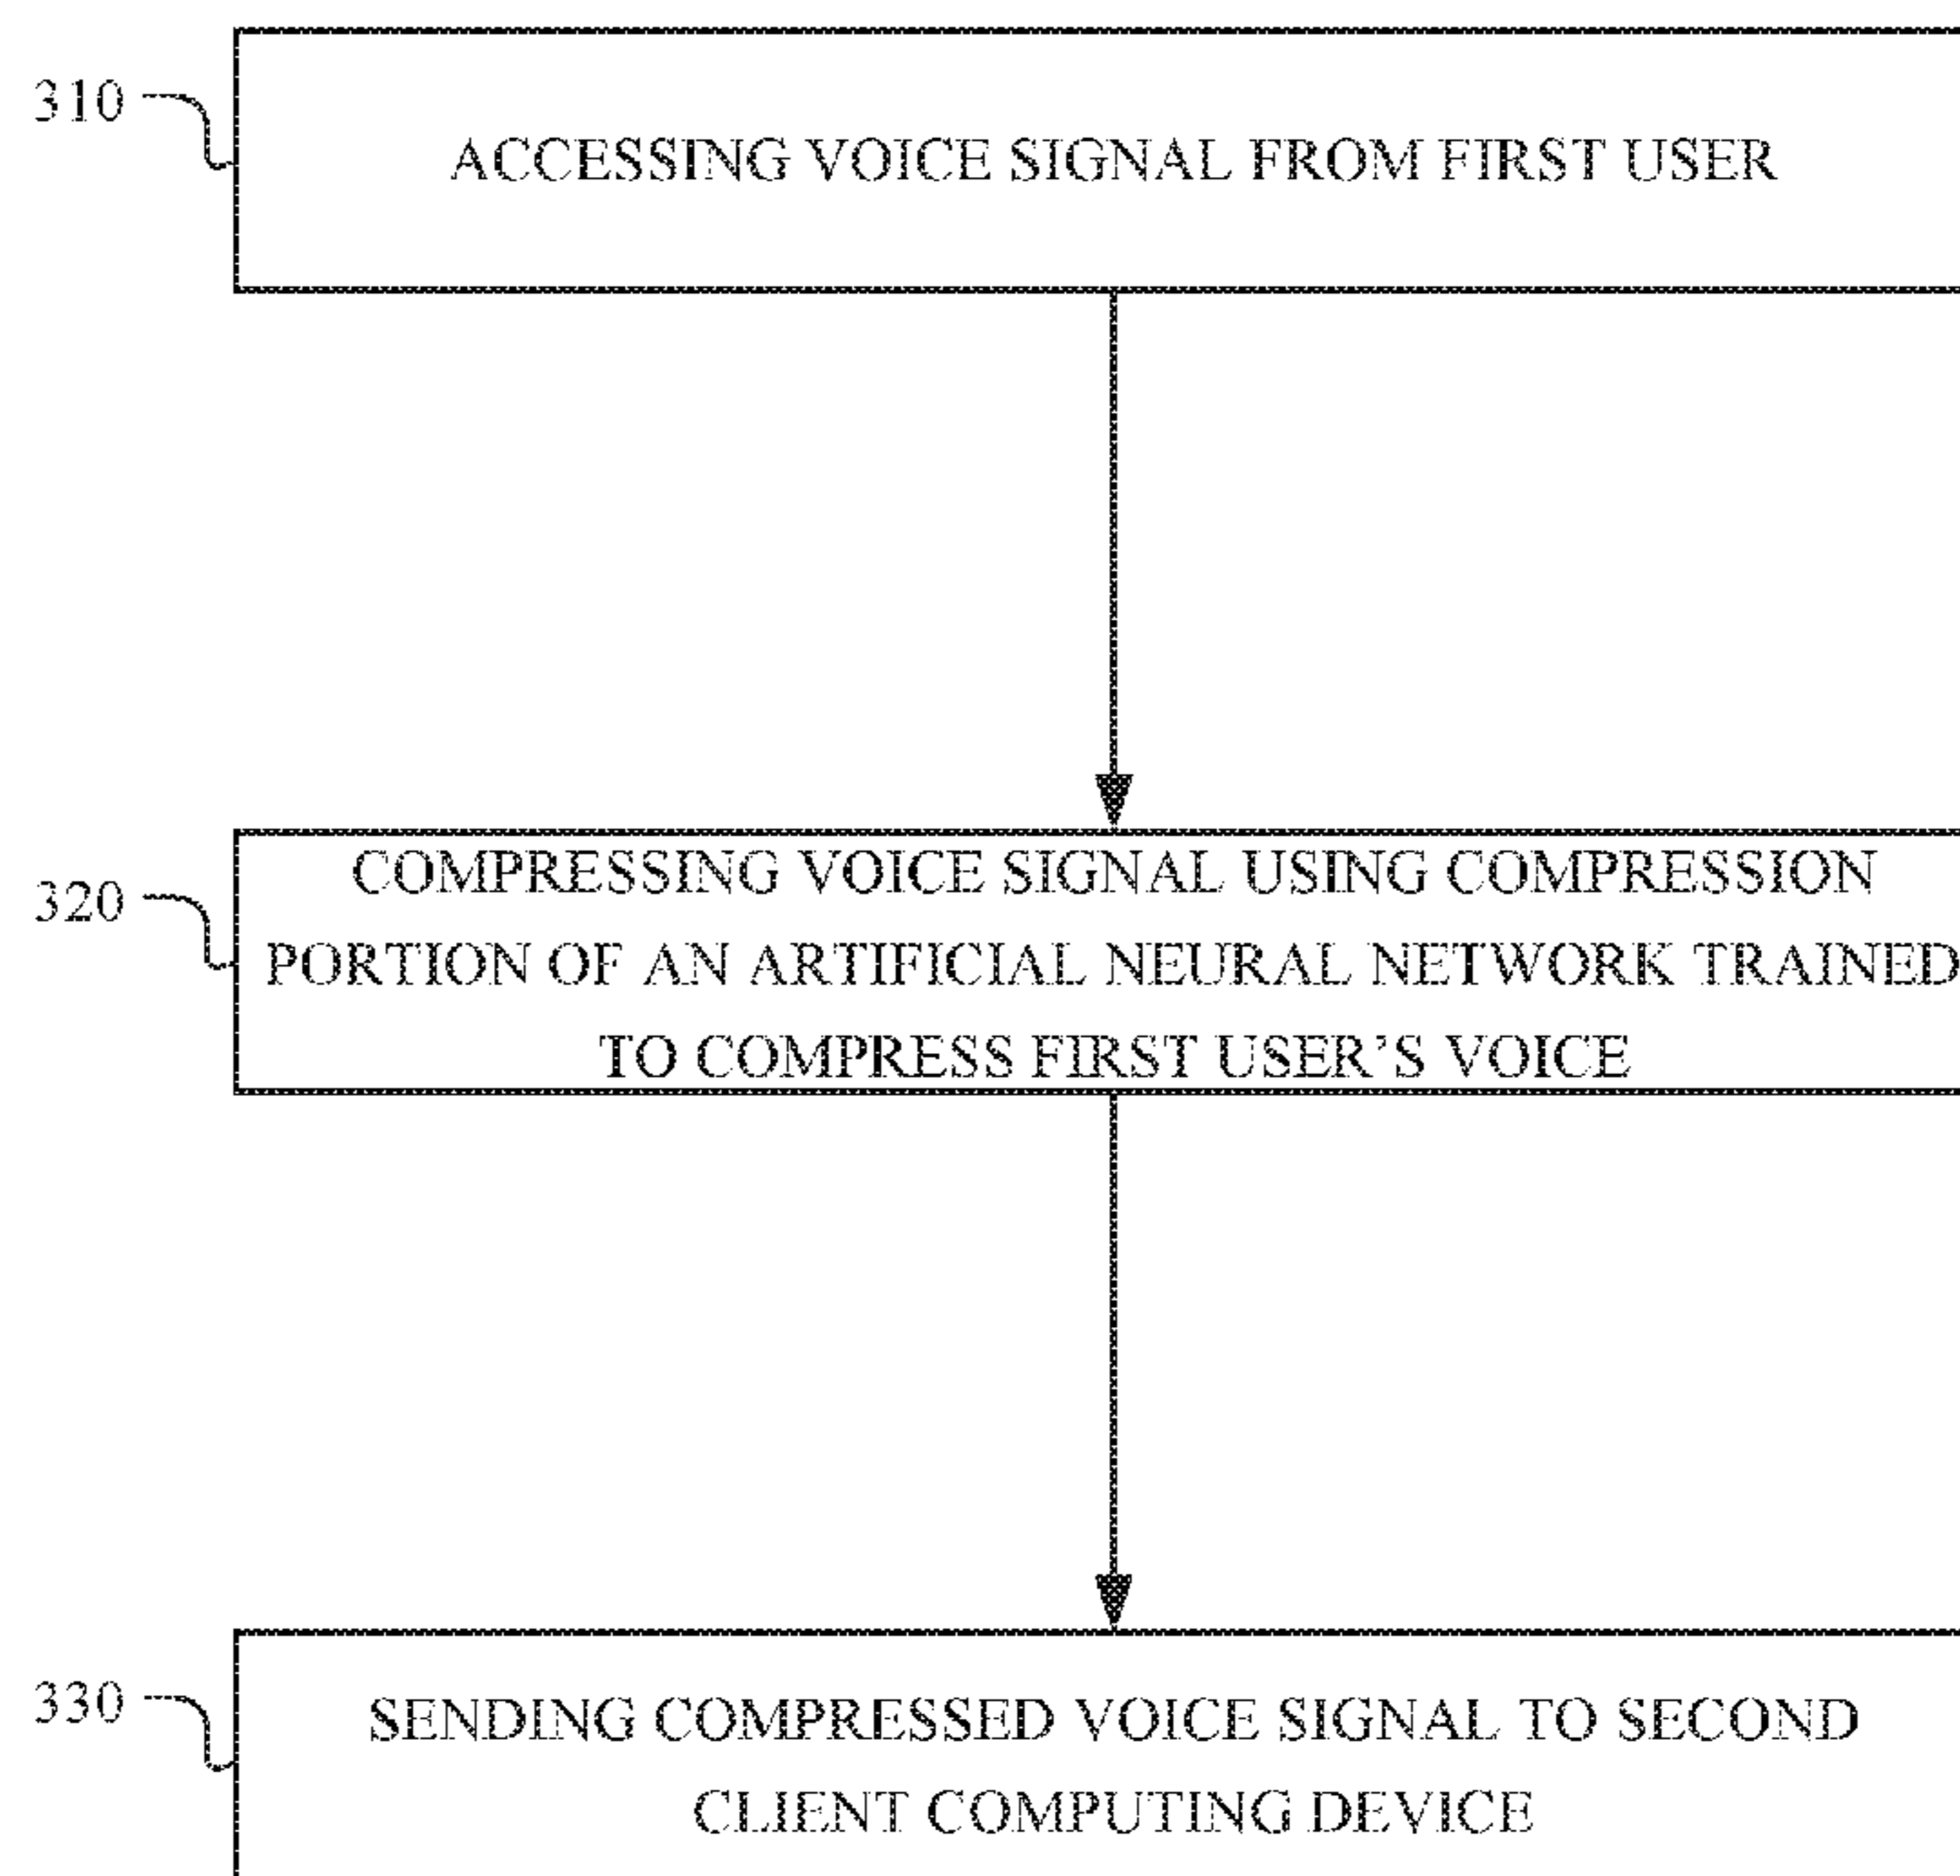 310
ACCESSING VOICE SIGNAL FROM FIRST USER
320
COMPRESSING VOICE SIGNAL USING COMPRESSION
PORTION OF AN ARTIFICIAL NEURAL NETWORK TRAINED
TO COMPRESS FIRST USER’S VOICE
330
SENDING COMPRESSED VOICE SIGNAL TO SECOND
CLIENT COMPUTING DEVICE